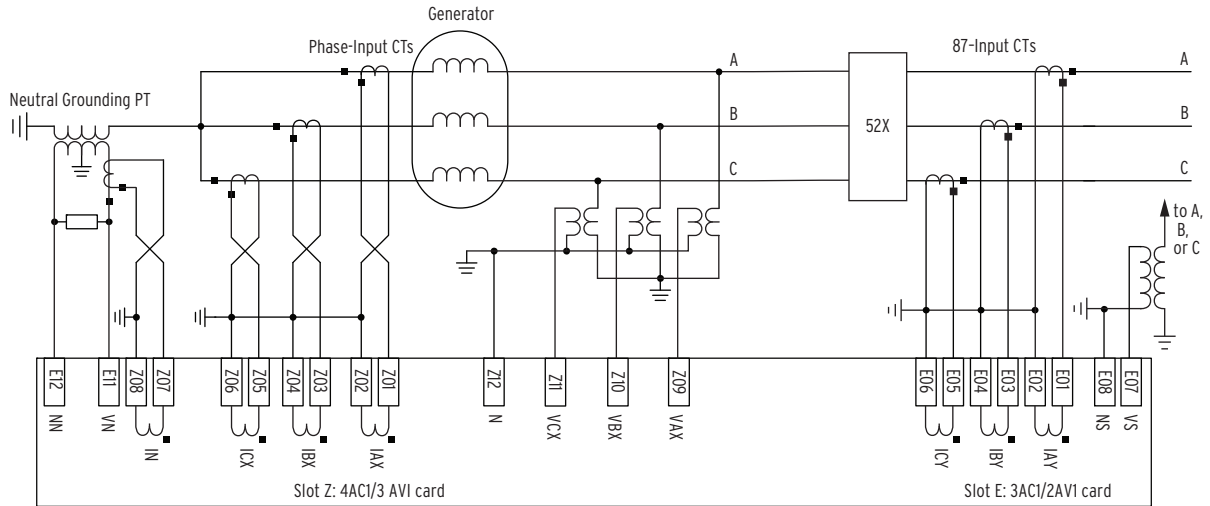 Generator
Phase-Input CTs
87-Input CTs
Neutral Grounding PT
A
A
B
B
C
C
52X
to A,
B,
or C
E12
E11
Z08
Z07
Z06
Z05
Z04
Z03
Z02
Z01
Z12
Z11
Z10
Z09
E06
E05
E04
E03
E02
E01
E08
E07
NN
VN
IN
ICX
IBX
IAX
N
VCX
VBX
VAX
ICY
IBY
IAY
NS
VS
Slot Z: 4AC1/3 AVI card
Slot E: 3AC1/2AV1 card